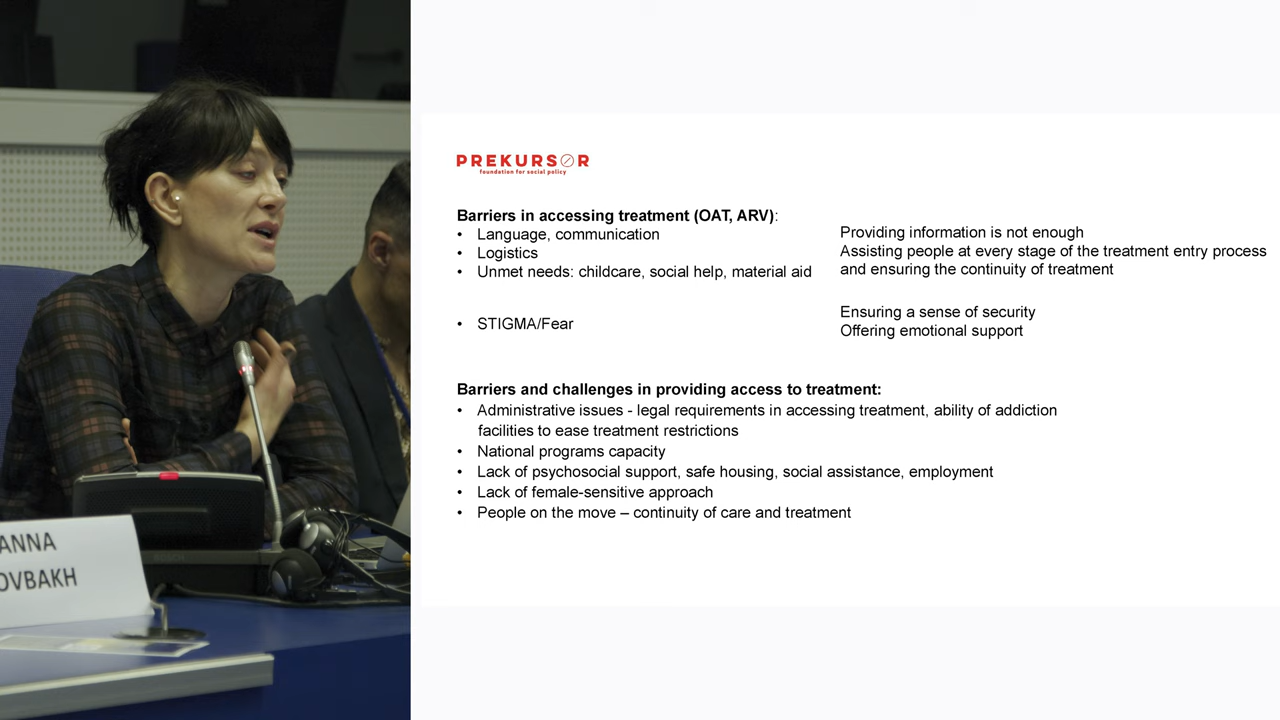 ANNA
OVBAKH
PREKURSOR
foundation for social policy
Barriers in accessing treatment (OAT, ARV):
• Language, communication
• Logistics
• Unmet needs: childcare, social help, material aid
Providing information is not enough
Assisting people at every stage of the treatment entry process
and ensuring the continuity of treatment
• STIGMA/Fear
Ensuring a sense of security
Offering emotional support
Barriers and challenges in providing access to treatment:
• Administrative issues - legal requirements in accessing treatment, ability of addiction
facilities to ease treatment restrictions
• National programs capacity
• Lack of psychosocial support, safe housing, social assistance, employment
• Lack of female-sensitive approach
• People on the move – continuity of care and treatment